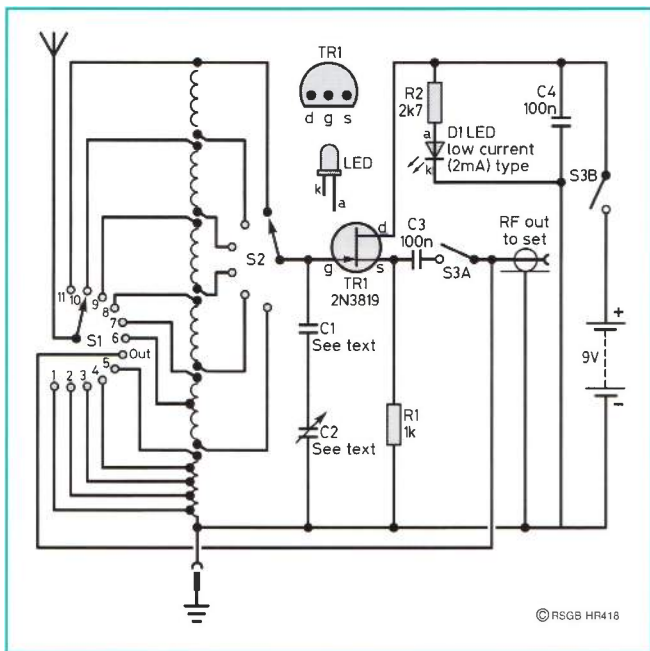 TR1
d g s
LED
k
a
R2
2k7
a
D1 LED
low current
(2mA) type
k
C4
100n
S3B
C3
100n
RF out
to set
S3A
d
g
s
TR1
2N3819
S2
11
10
9
8
7
6
S1
Out
5
1
2
3
4
C1
See text
C2
See text
R1
1k
+
9V
-
© RSGB HR418